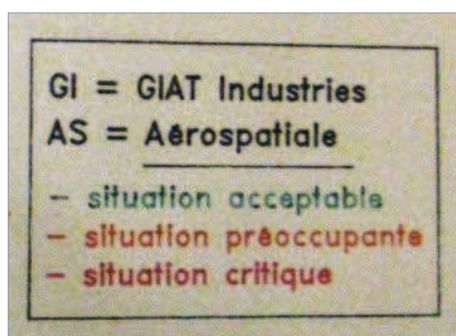 GI = GIAT Industries
AS = Aérospatiale
- situation acceptable
- situation préoccupante
- situation critique